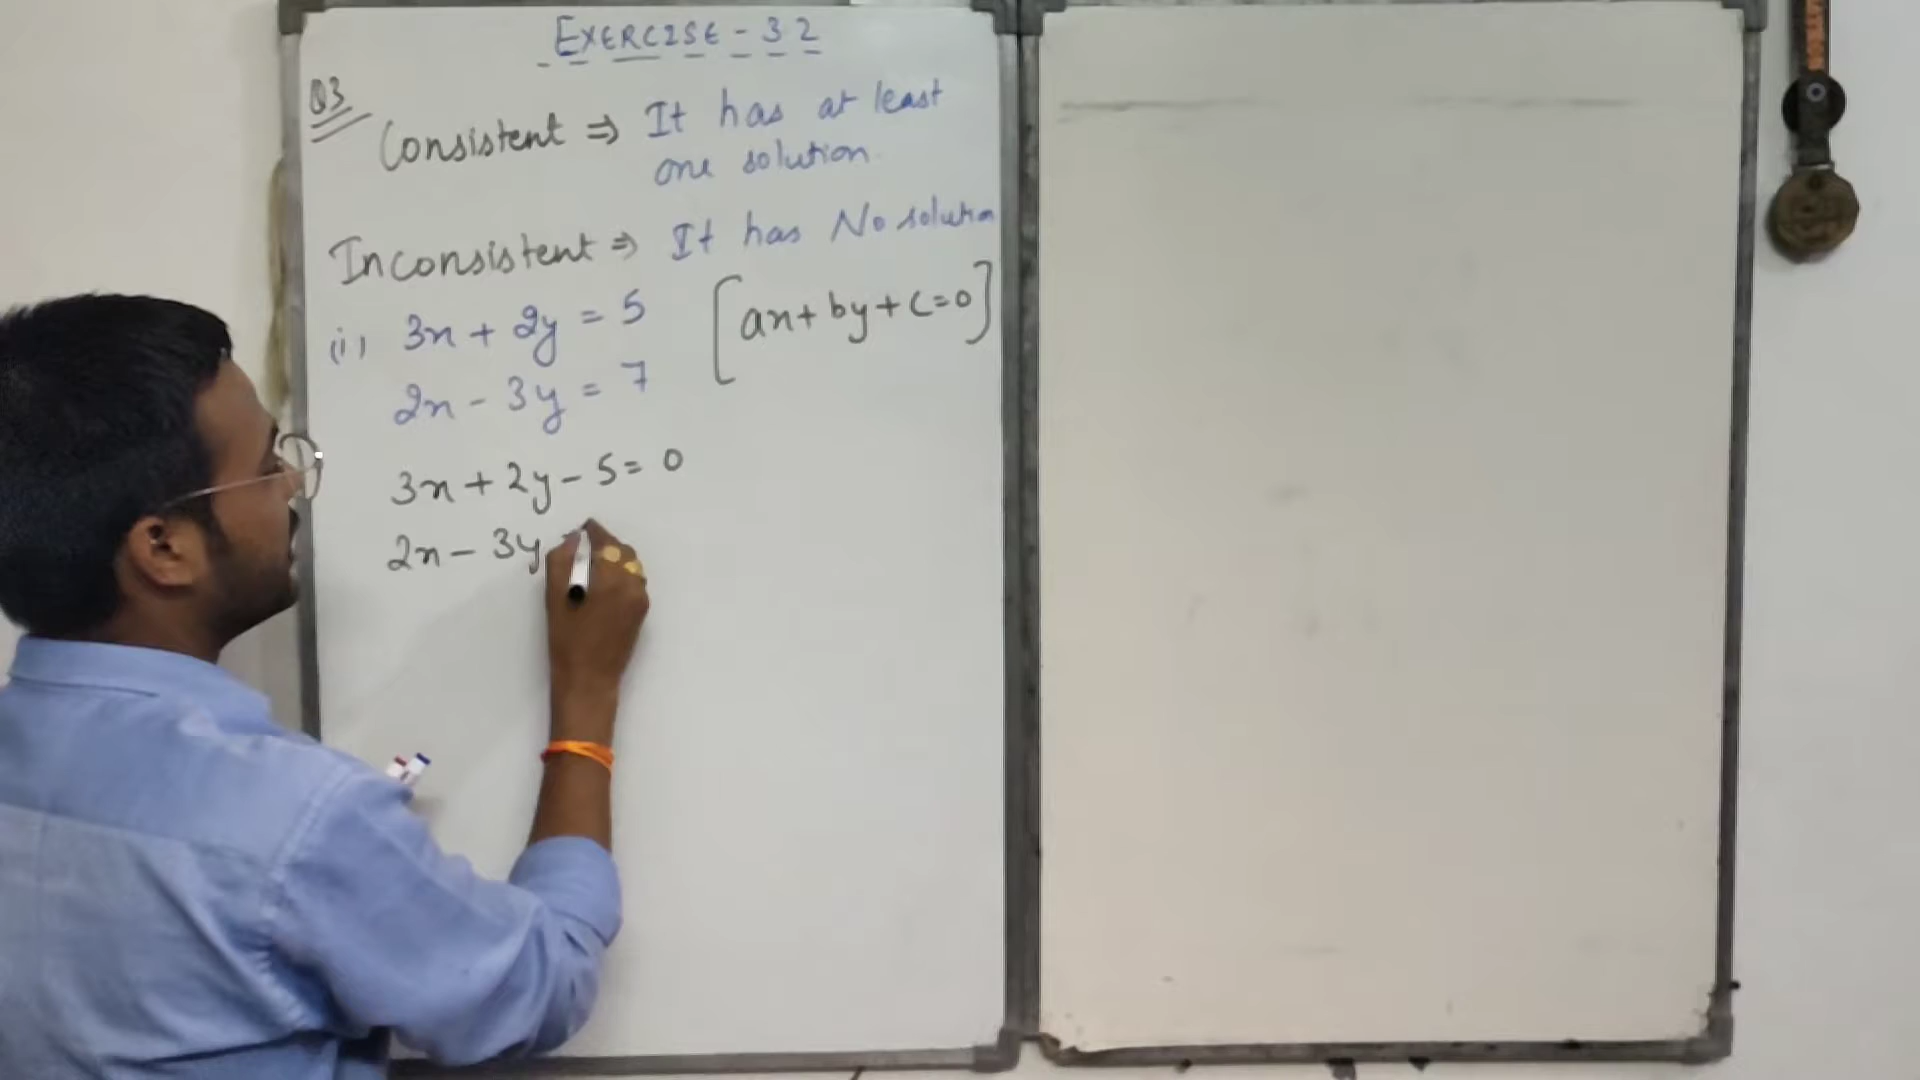 EXERCISE - 3 2
Q3
Consistent ⇒ It has at least
one solution.
Inconsistent ⇒ It has No solution
(i) 3x + 2y = 5 [ax + by + c = 0]
2x - 3y = 7
3x + 2y - 5 = 0
2x - 3y -